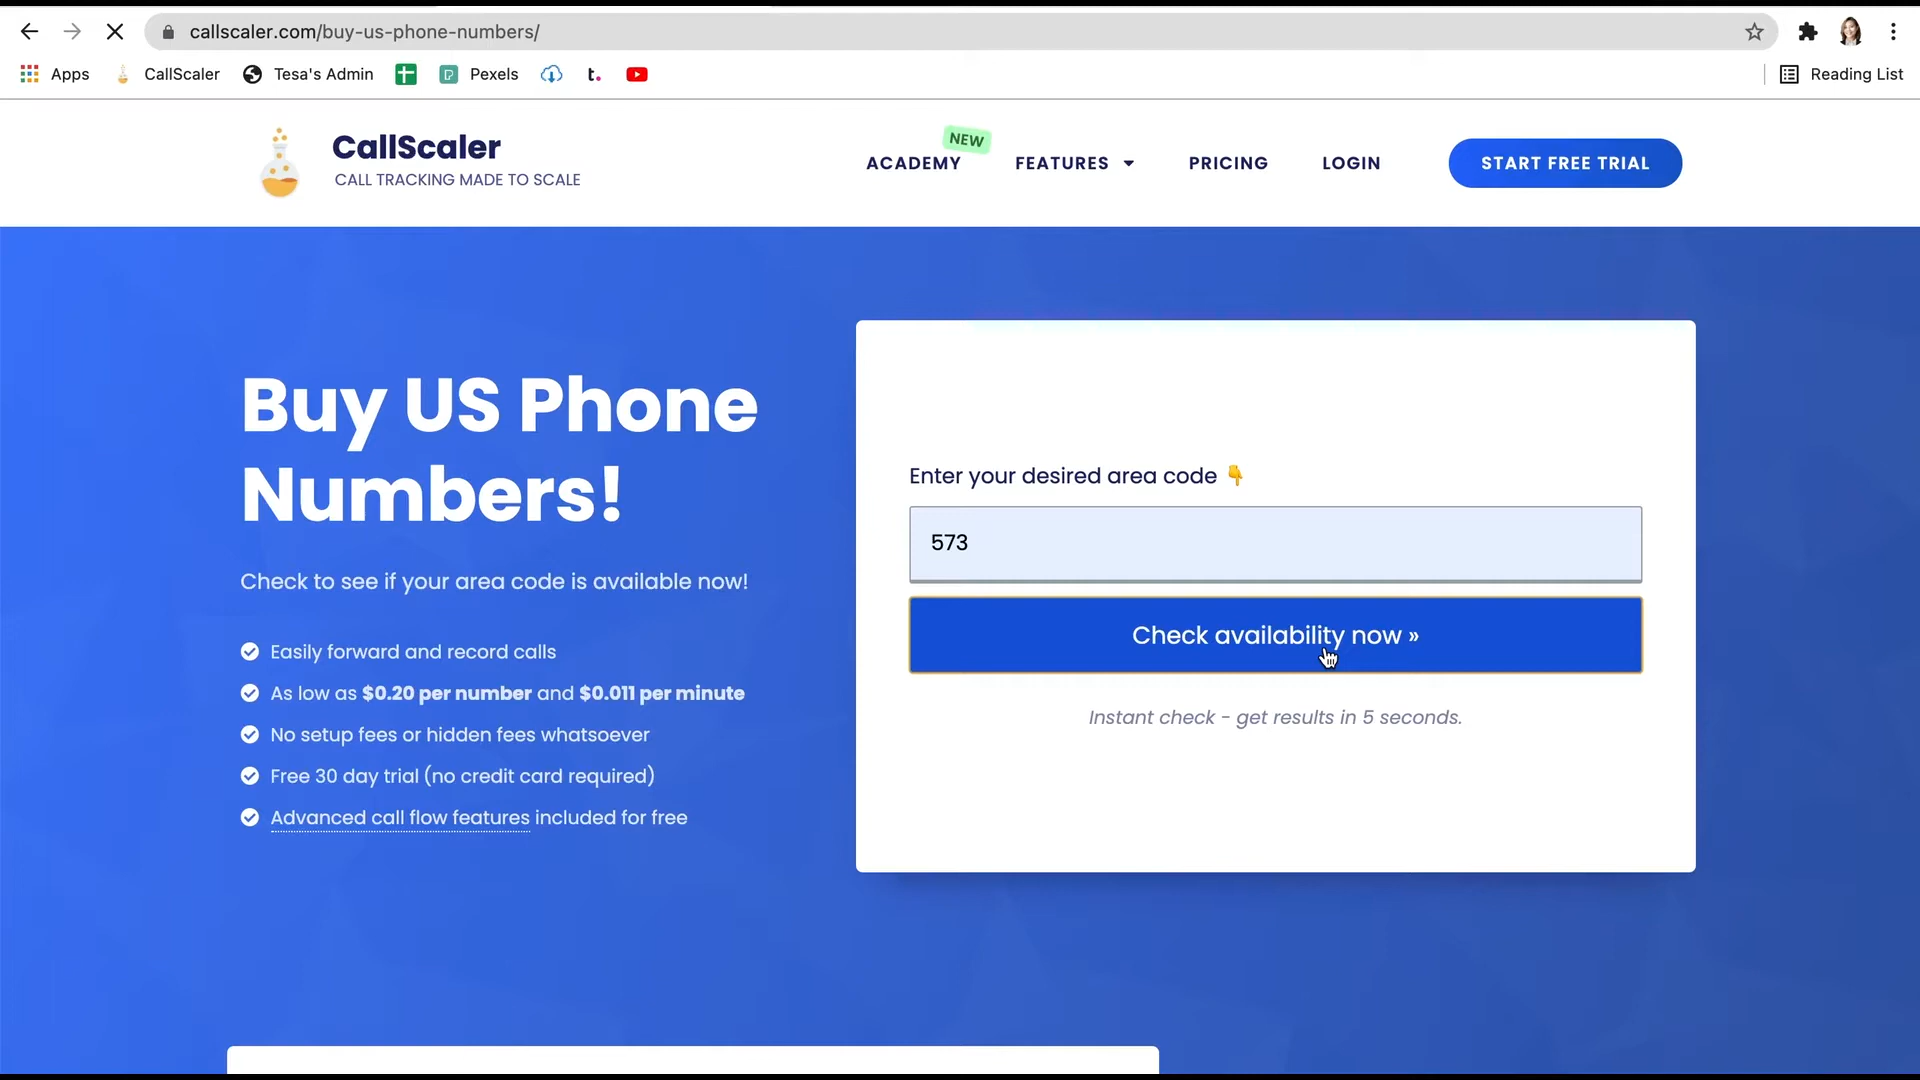 callscaler.com/buy-us-phone-numbers/
Apps
CallScaler
Tesa's Admin
Pexels
t.
Reading List
CallScaler
CALL TRACKING MADE TO SCALE
NEW
ACADEMY
FEATURES
PRICING
LOGIN
START FREE TRIAL
Buy US Phone
Numbers!
Check to see if your area code is available now!
Easily forward and record calls
As low as $0.20 per number and $0.011 per minute
No setup fees or hidden fees whatsoever
Free 30 day trial (no credit card required)
Advanced call flow features included for free
Enter your desired area code 👇
573
Check availability now »
Instant check - get results in 5 seconds.